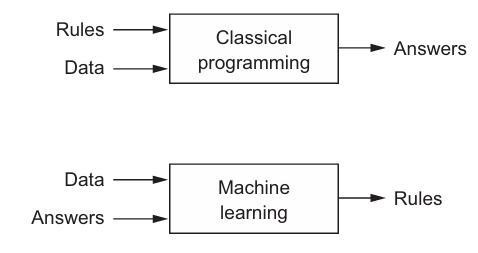 Rules
Data
Classical
programming
Answers
Data
Answers
Machine
learning
Rules